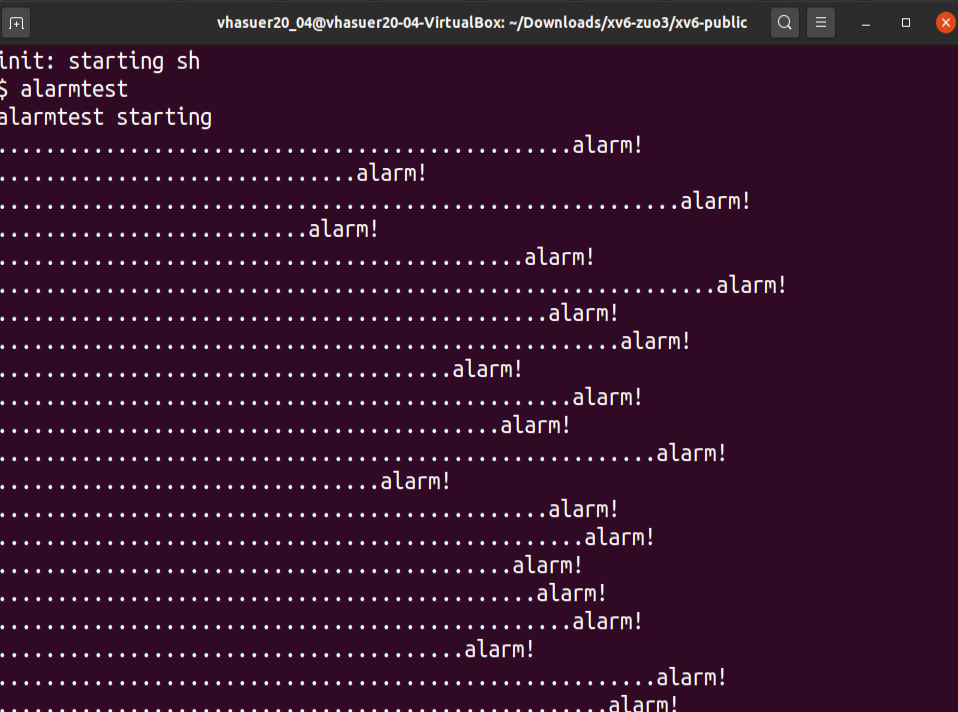 vhasuer20_04@vhasuer20-04-VirtualBox: ~/Downloads/xv6-zuo3/xv6-public
init: starting sh
$ alarmtest
alarmtest starting
................................................alarm!
..............................alarm!
.........................................................alarm!
..........................alarm!
............................................alarm!
............................................................alarm!
..............................................alarm!
....................................................alarm!
......................................alarm!
................................................alarm!
..........................................alarm!
.......................................................alarm!
................................alarm!
..............................................alarm!
.................................................alarm!
...........................................alarm!
.............................................alarm!
................................................alarm!
.......................................alarm!
.......................................................alarm!
...................................................alarm!